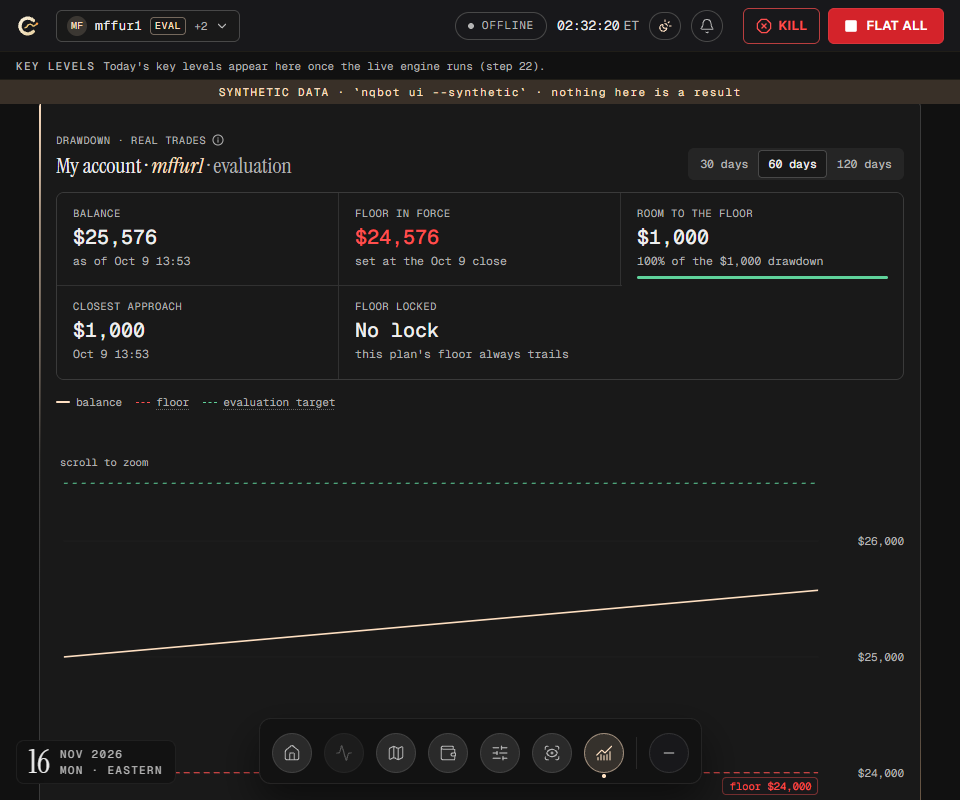 MF mffur1 EVAL +2
OFFLINE
02:32:20 ET
KILL
FLAT ALL
KEY LEVELS Today's key levels appear here once the live engine runs (step 22).
SYNTHETIC DATA · `nqbot ui --synthetic` · nothing here is a result
DRAWDOWN · REAL TRADES
My account · mffur1 · evaluation
30 days 60 days 120 days
BALANCE
$25,576
as of Oct 9 13:53
FLOOR IN FORCE
$24,576
set at the Oct 9 close
ROOM TO THE FLOOR
$1,000
100% of the $1,000 drawdown
CLOSEST APPROACH
$1,000
Oct 9 13:53
FLOOR LOCKED
No lock
this plan's floor always trails
balance floor evaluation target
scroll to zoom
$26,000
$25,000
$24,000
floor $24,000
16 NOV 2026
MON · EASTERN